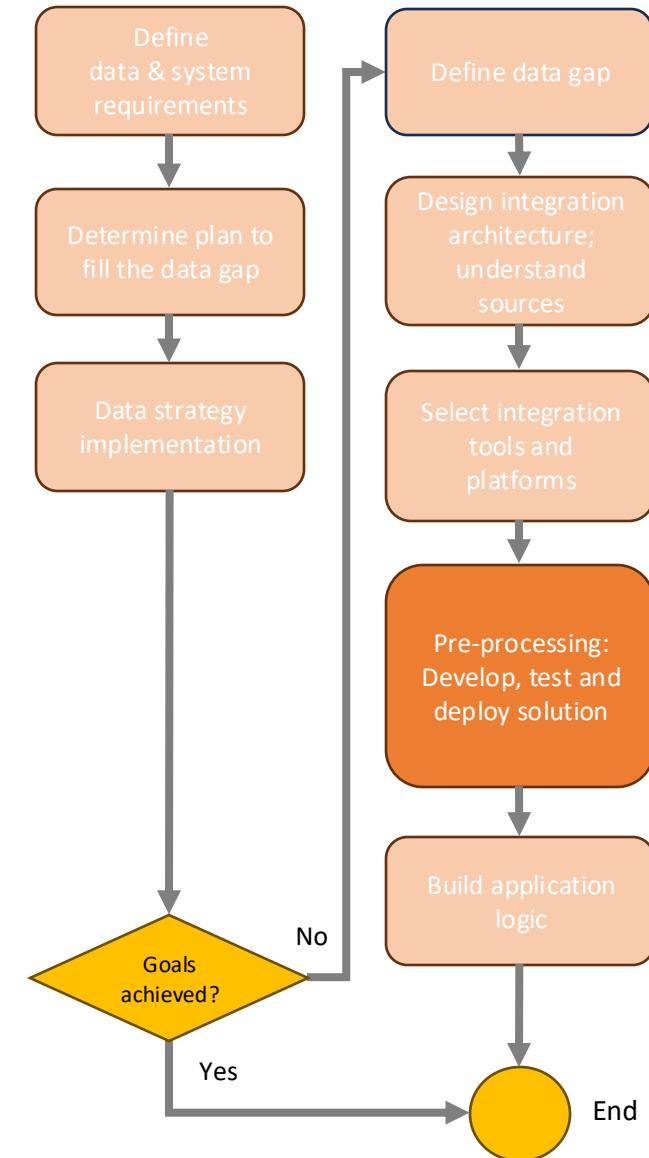 Define
data & system
requirements
Determine plan to
fill the data gap
Data strategy
implementation
Goals
achieved?
No
Yes
Define data gap
Design integration
architecture;
understand
sources
Select integration
tools and
platforms
Pre-processing:
Develop, test and
deploy solution
Build application
logic
End